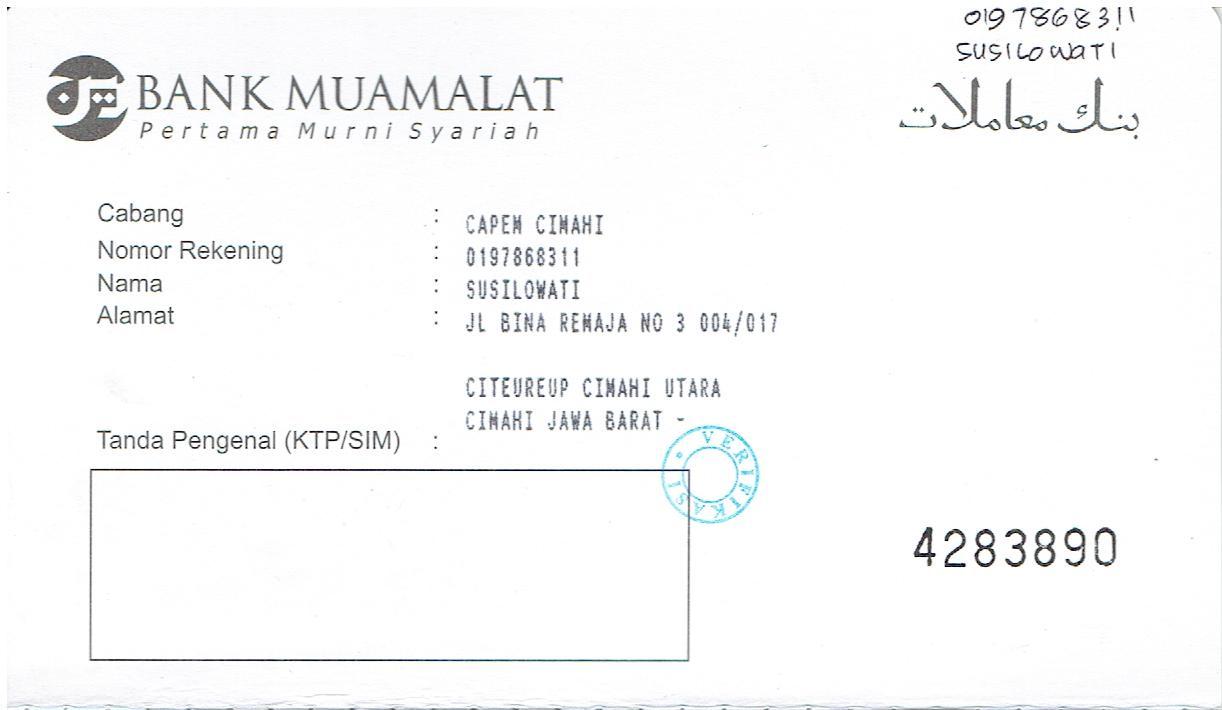 0197868311
SUSILOWATI
BANK MUAMALAT
Pertama Murni Syariah
بنك معاملات
Cabang : CAPEM CIMAHI
Nomor Rekening : 0197868311
Nama : SUSILOWATI
Alamat : JL BINA REMAJA NO 3 004/017
CITEUREUP CIMAHI UTARA
CIMAHI JAWA BARAT -
Tanda Pengenal (KTP/SIM) :
VERIFIKASI
4283890